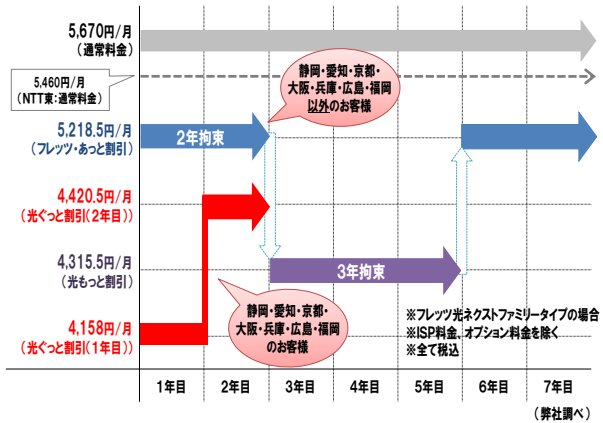 5,670円/月
(通常料金)
5,460円/月
(NTT東:通常料金)
静岡・愛知・京都・
大阪・兵庫・広島・福岡
以外のお客様
5,218.5円/月
(フレッツ・あっと割引)
2年拘束
4,420.5円/月
(光ぐっと割引(2年目))
4,315.5円/月
(光もっと割引)
3年拘束
静岡・愛知・京都・
大阪・兵庫・広島・福岡
のお客様
4,158円/月
(光ぐっと割引(1年目))
※フレッツ光ネクストファミリータイプの場合
※ISP料金、オプション料金を除く
※全て税込
1年目 2年目 3年目 4年目 5年目 6年目 7年目
(弊社調べ)